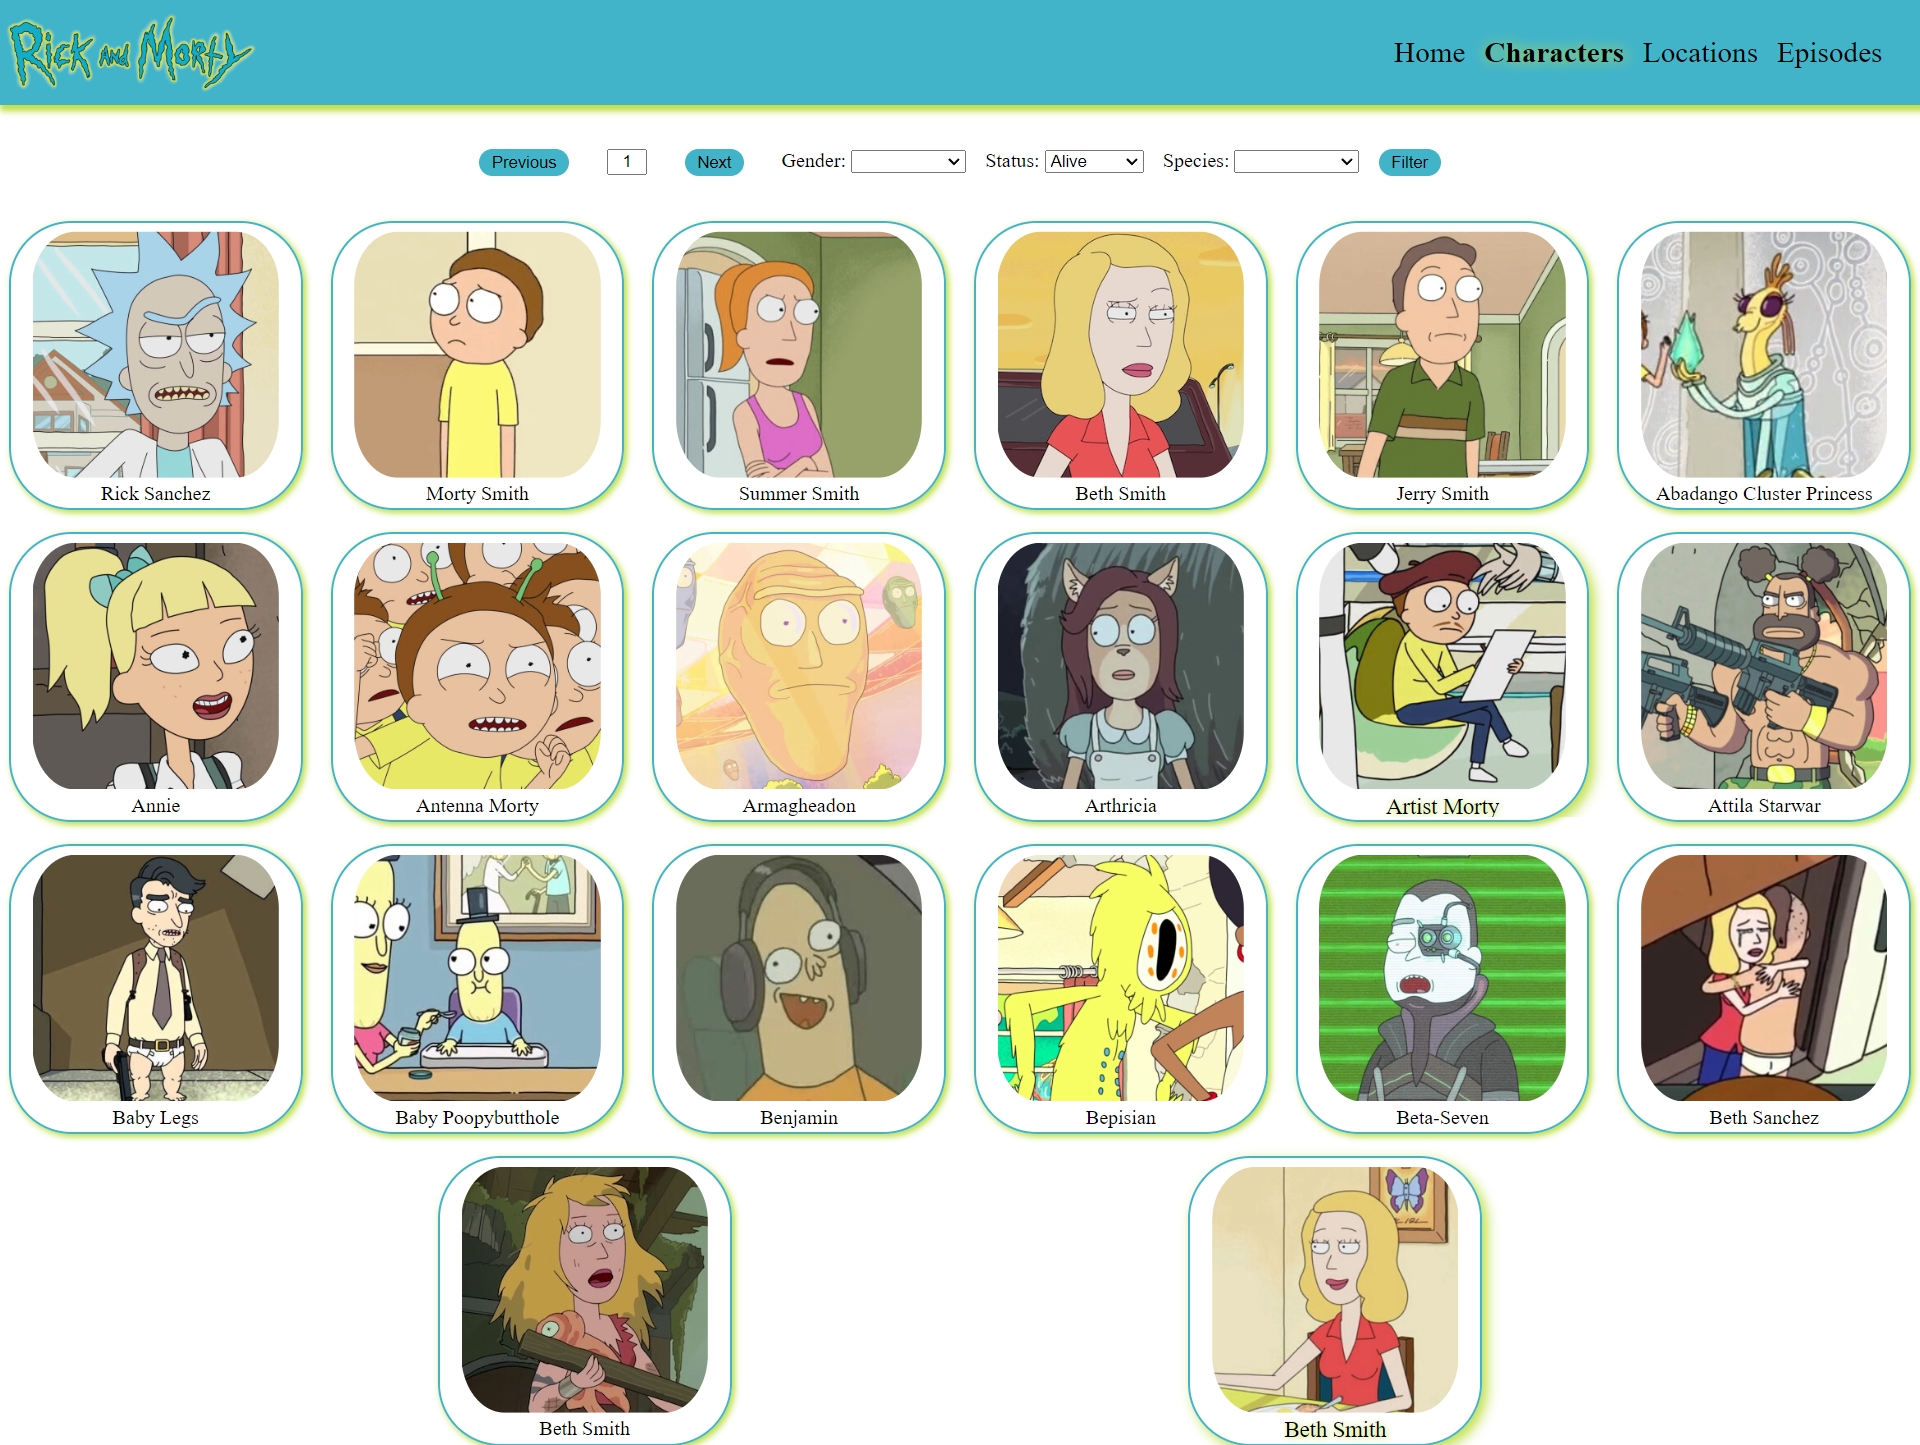 Rick and Morty
Home Characters Locations Episodes
Previous 1 Next Gender: Status: Alive Species: Filter
Rick Sanchez
Morty Smith
Summer Smith
Beth Smith
Jerry Smith
Abadango Cluster Princess
Annie
Antenna Morty
Armagheadon
Arthricia
Artist Morty
Attila Starwar
Baby Legs
Baby Poopybutthole
Benjamin
Bepisian
Beta-Seven
Beth Sanchez
Beth Smith
Beth Smith